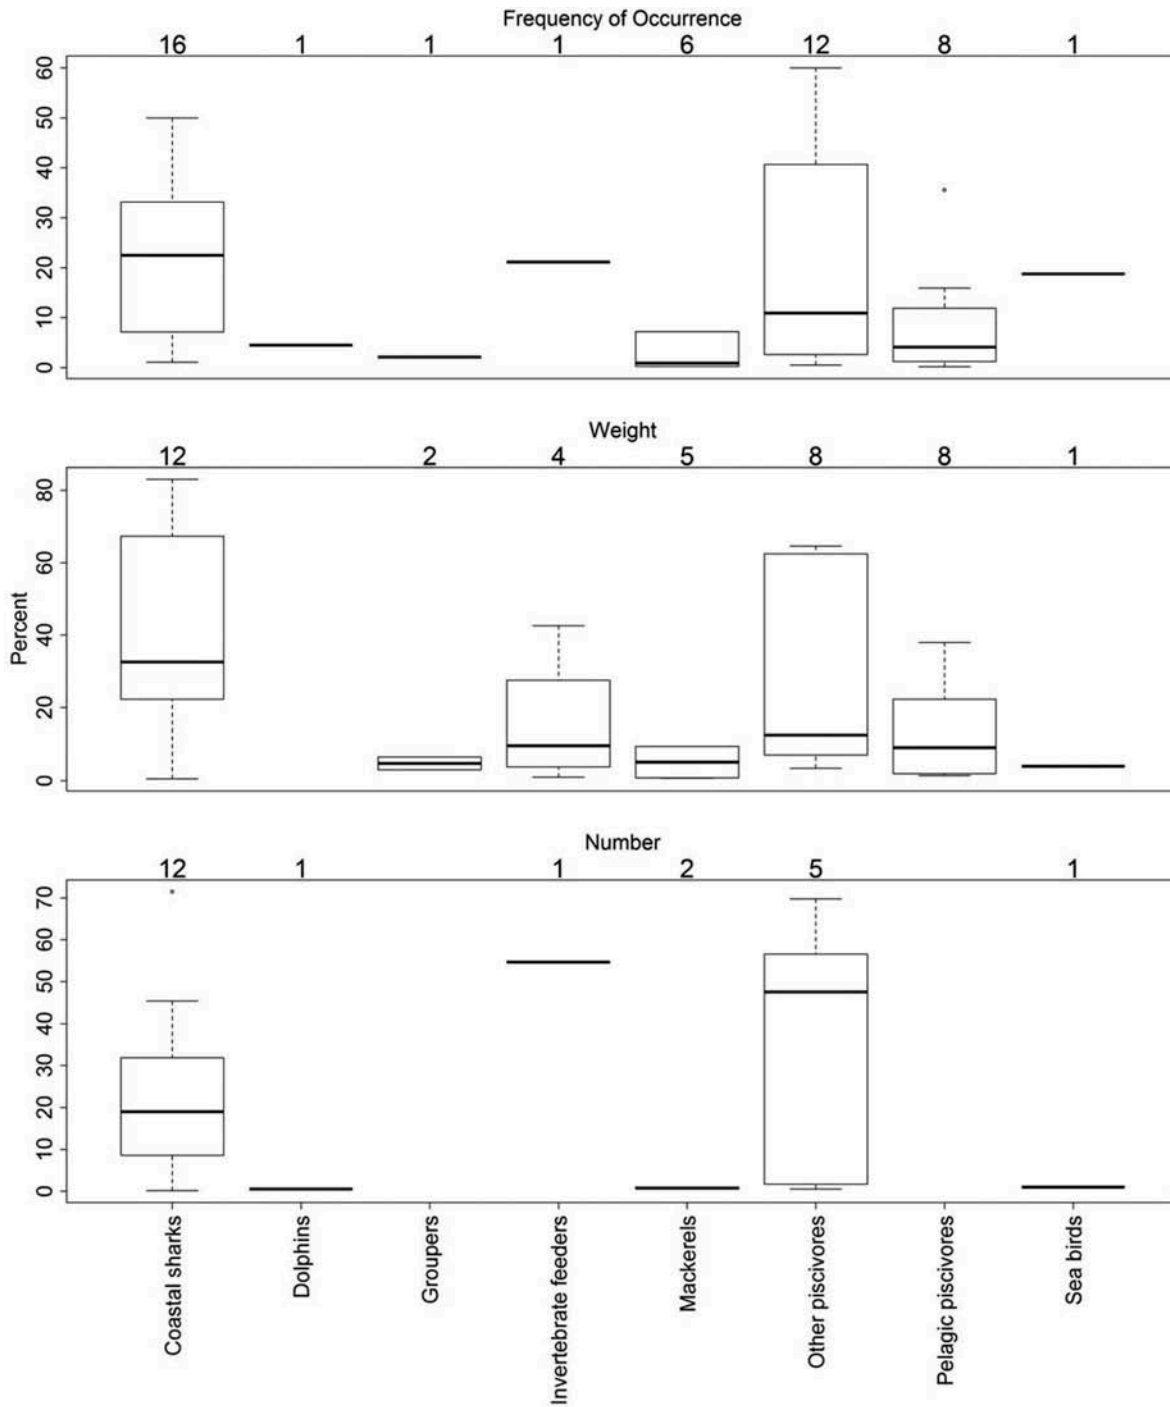 Frequency of Occurrence
16 1 1 1 6 12 8 1
60
50
40
30
20
10
0
Weight
12 2 4 5 8 8 1
80
60
40
20
0
Percent
Number
12 1 1 2 5 1
70
60
50
40
30
20
10
0
Coastal sharks
Dolphins
Groupers
Invertebrate feeders
Mackerels
Other piscivores
Pelagic piscivores
Sea birds